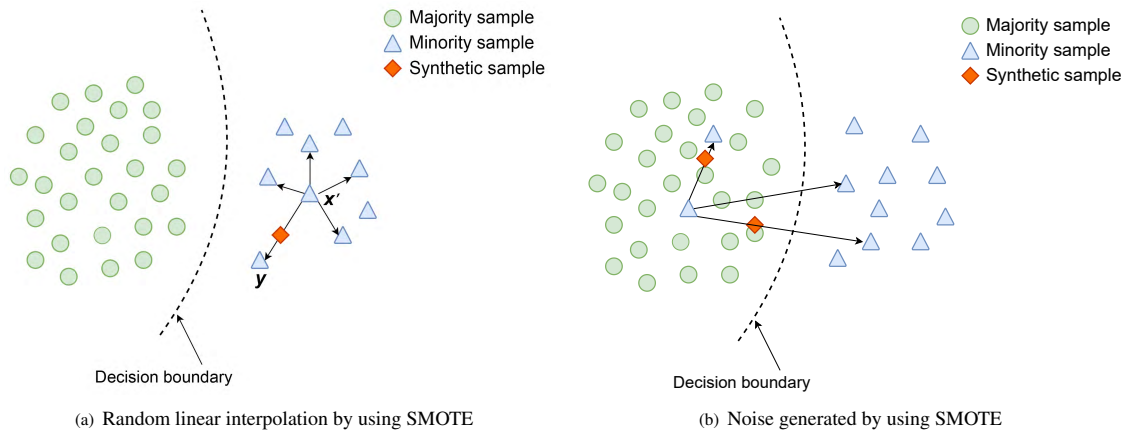 Majority sample
Minority sample
Synthetic sample
x'
y
Decision boundary
(a) Random linear interpolation by using SMOTE
Majority sample
Minority sample
Synthetic sample
Decision boundary
(b) Noise generated by using SMOTE